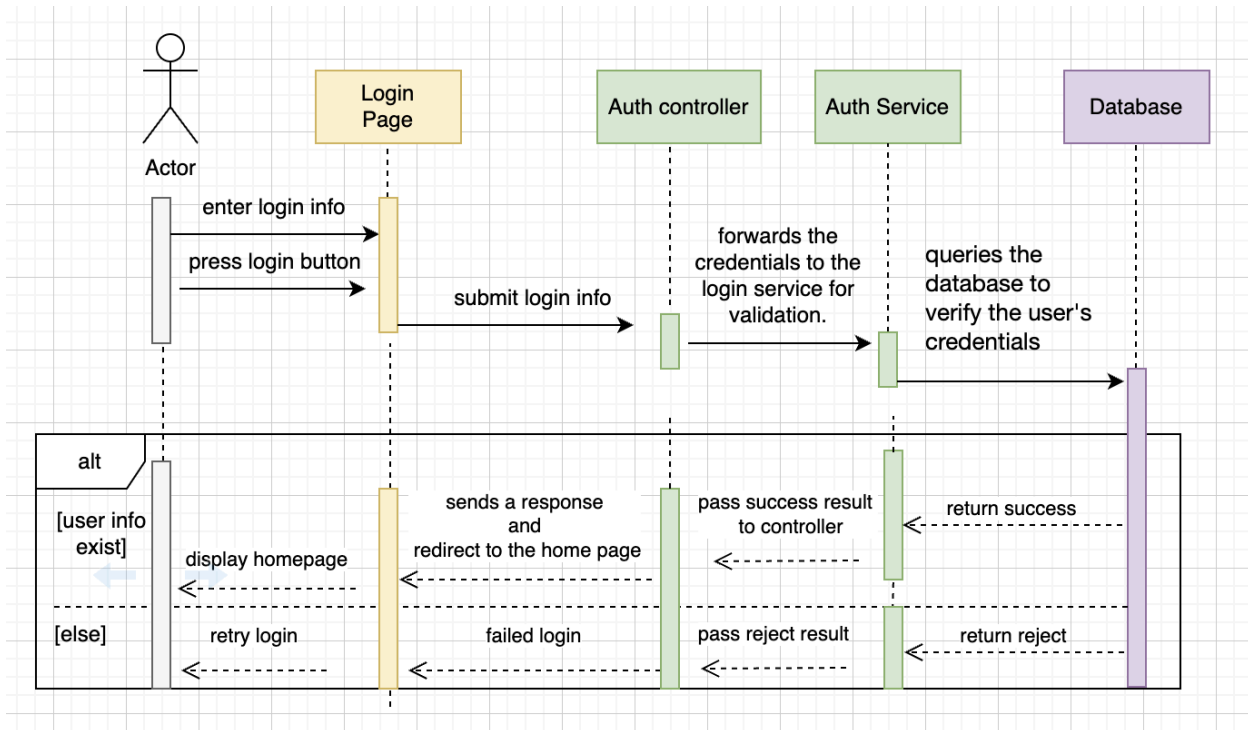 Login
Page
Auth controller
Auth Service
Database
Actor
enter login info
press login button
submit login info
forwards the
credentials to the
login service for
validation.
queries the
database to
verify the user's
credentials
alt
[user info
exist]
display homepage
sends a response
and
redirect to the home page
pass success result
to controller
return success
[else]
retry login
failed login
pass reject result
return reject